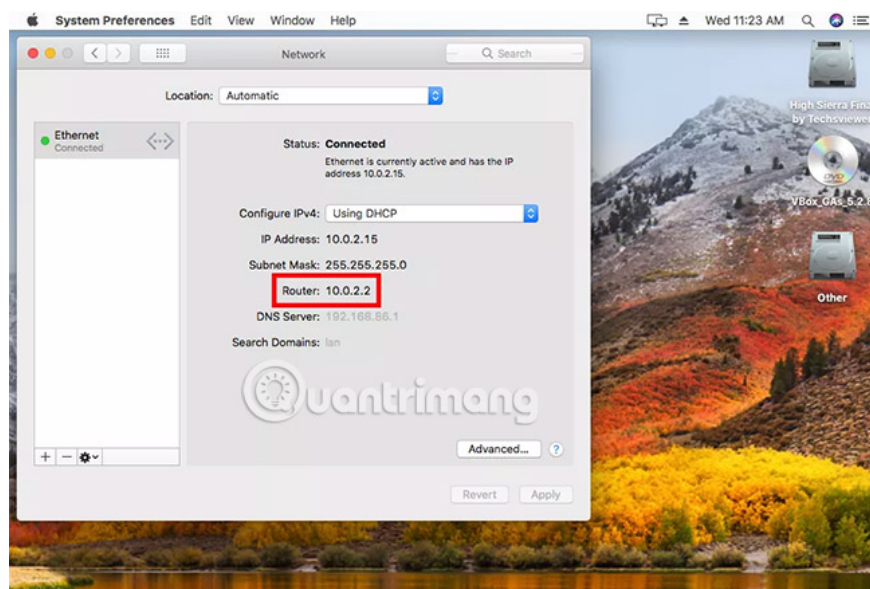 System Preferences Edit View Window Help Wed 11:23 AM
Network
Search
Location: Automatic
Ethernet
Connected
Status: Connected
Ethernet is currently active and has the IP
address 10.0.2.15.
Configure IPv4: Using DHCP
IP Address: 10.0.2.15
Subnet Mask: 255.255.255.0
Router: 10.0.2.2
DNS Server: 192.168.86.1
Search Domains: lan
Quantrimang
Advanced... ?
Revert Apply
High Sierra Fina
by Techsviewer
DVD
VBox_GAs_5.2.8
Other